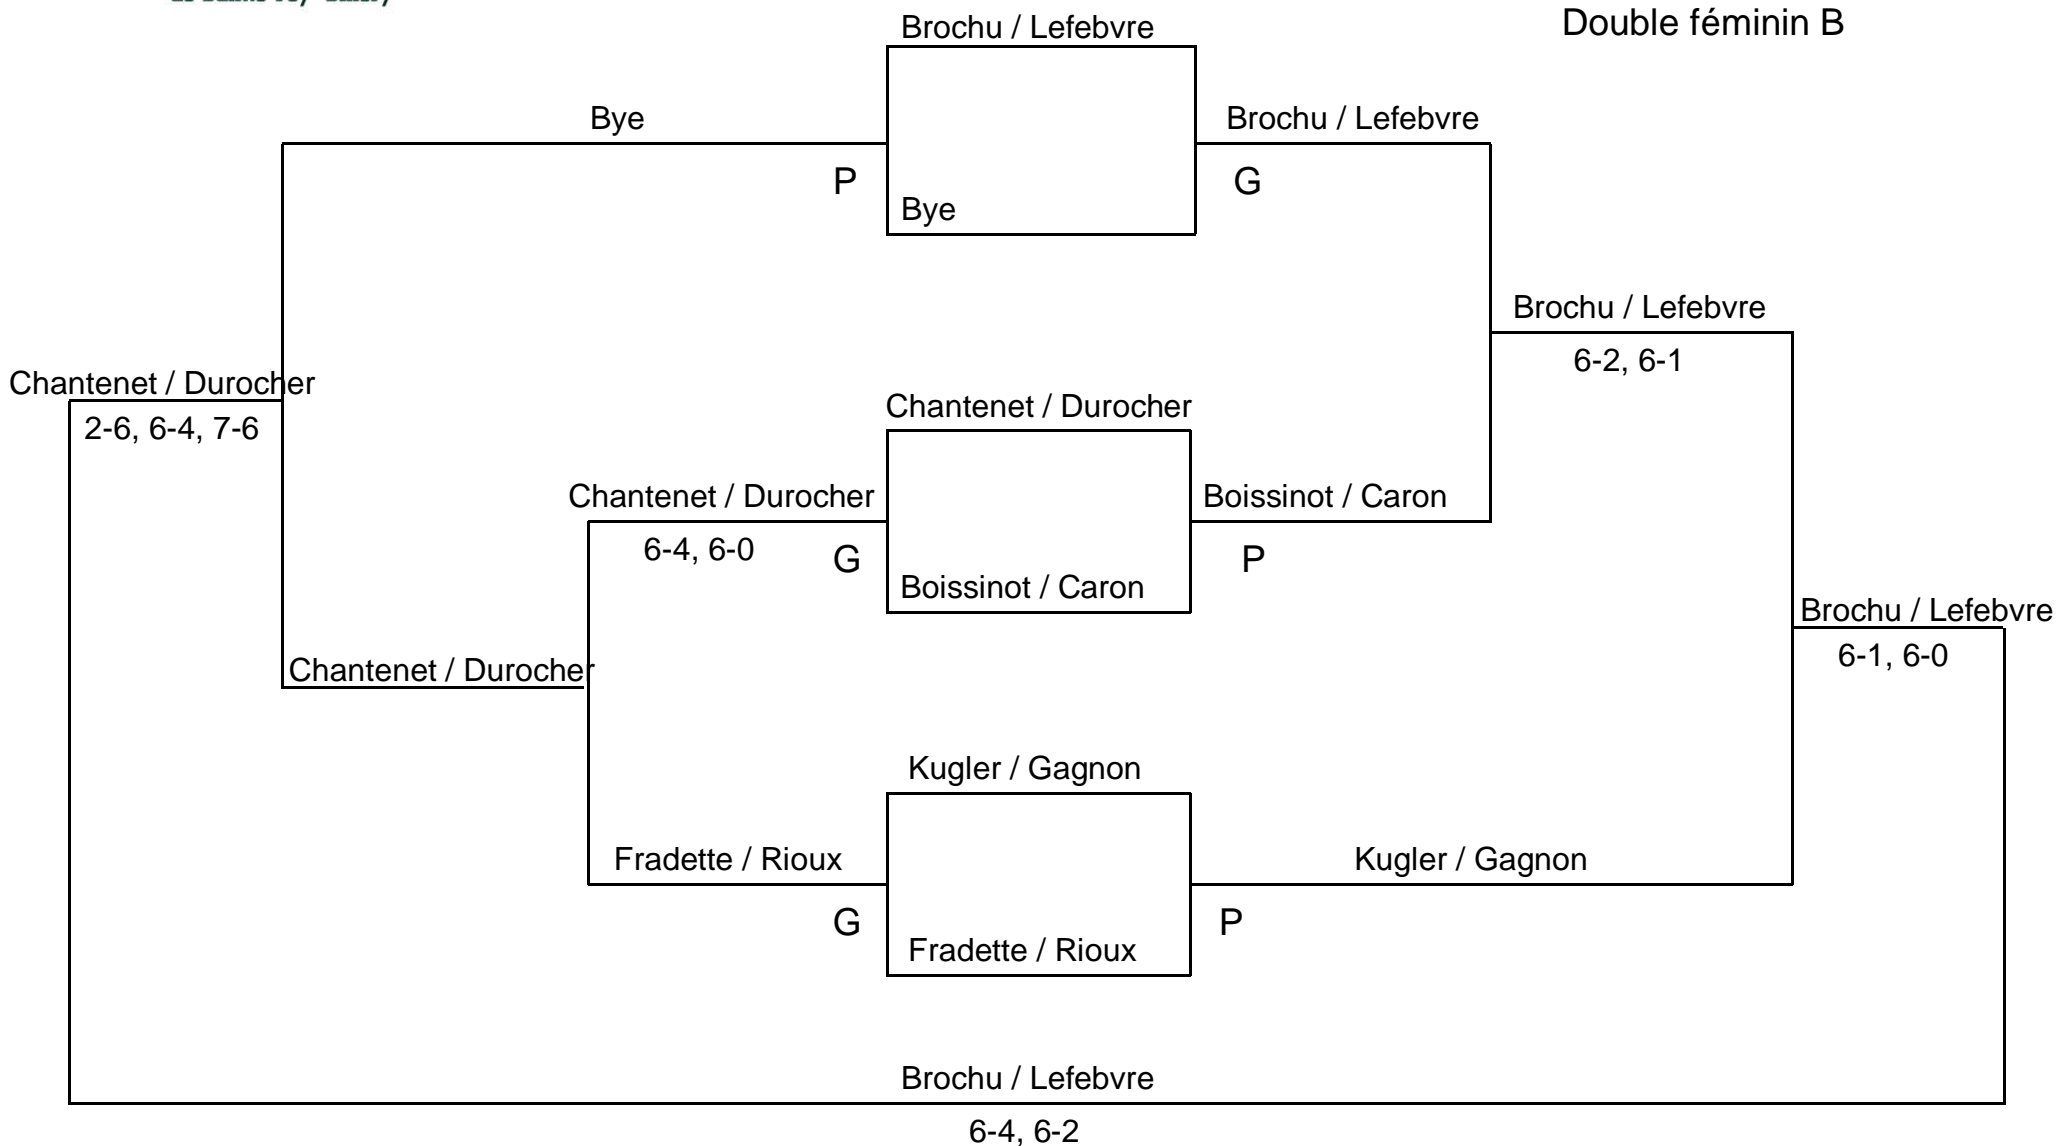 Brochu / Lefebvre
Double féminin B
Bye
Brochu / Lefebvre
P
G
Bye
Brochu / Lefebvre
6-2, 6-1
Chantenet / Durocher
2-6, 6-4, 7-6
Chantenet / Durocher
Chantenet / Durocher
Boissinot / Caron
6-4, 6-0
G
P
Boissinot / Caron
Brochu / Lefebvre
6-1, 6-0
Chantenet / Durocher
Kugler / Gagnon
Fradette / Rioux
Kugler / Gagnon
G
P
Fradette / Rioux
Brochu / Lefebvre
6-4, 6-2